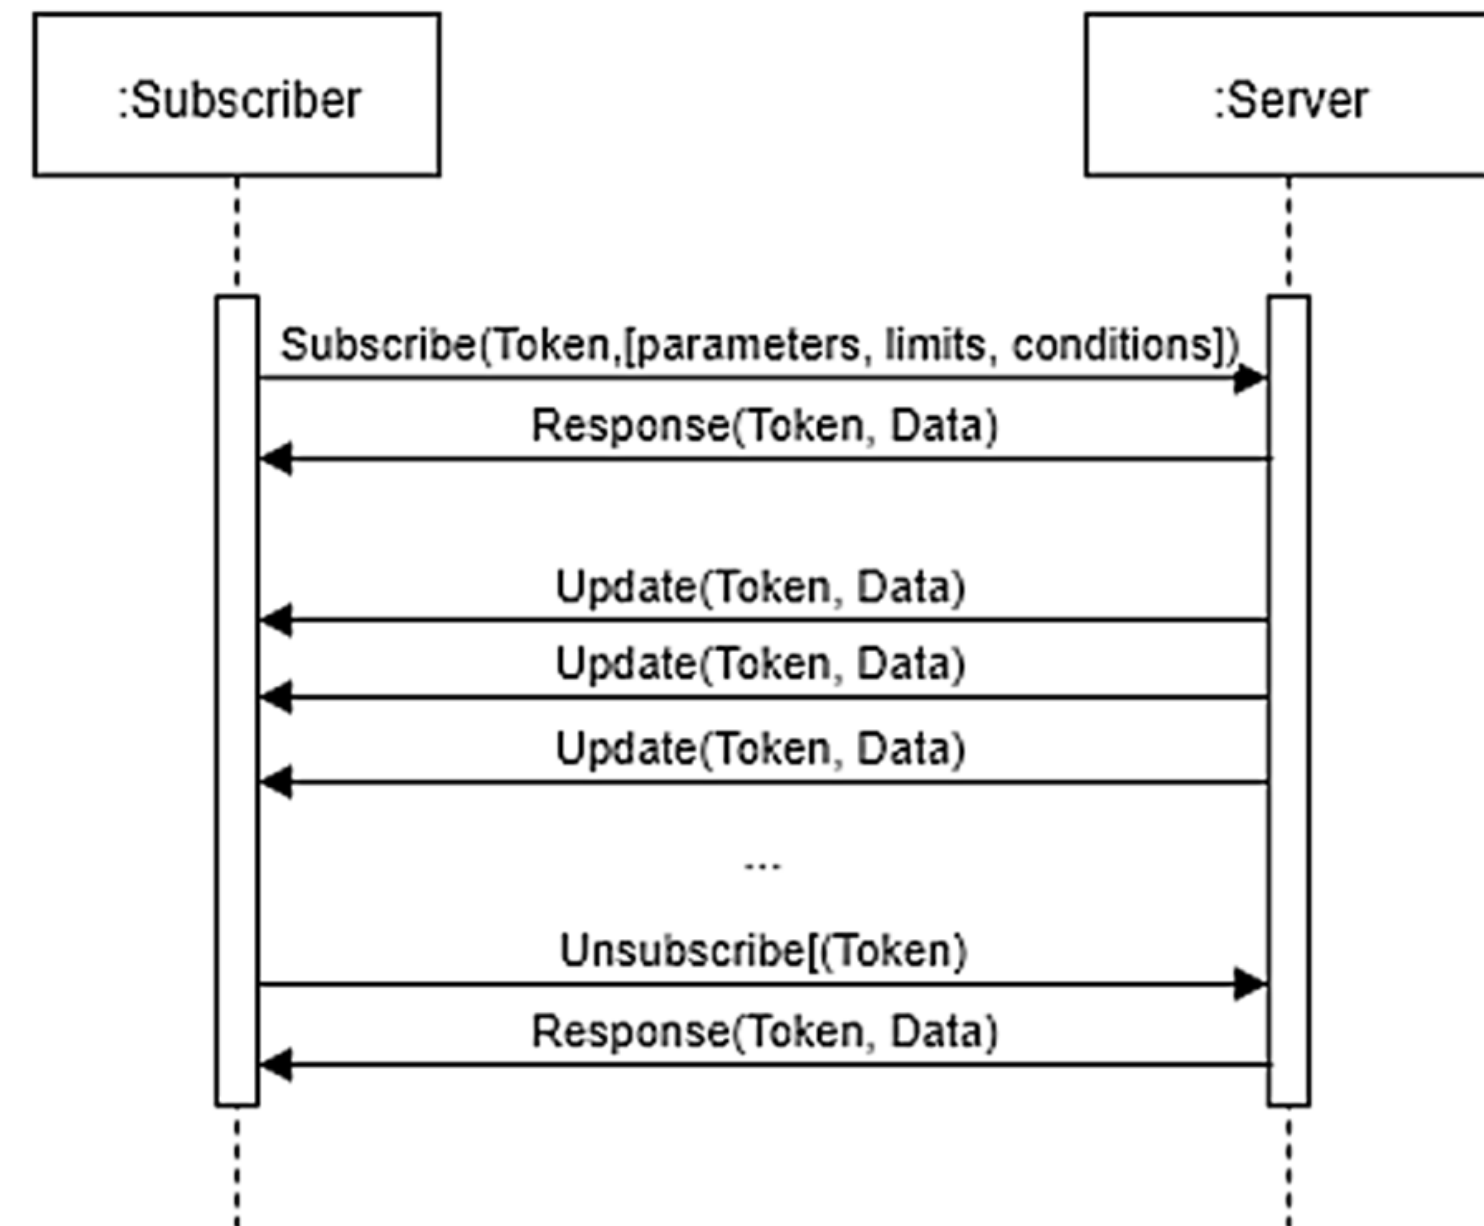 :Subscriber
:Server
Subscribe(Token,[parameters, limits, conditions])
Response(Token, Data)
Update(Token, Data)
Update(Token, Data)
Update(Token, Data)
...
Unsubscribe[(Token)
Response(Token, Data)